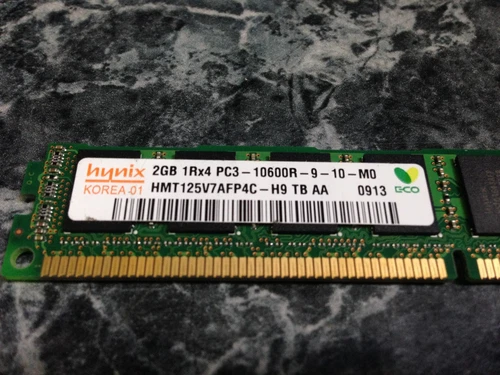 hynix 2GB 1Rx4 PC3-10600R-9-10-M0
KOREA-01 HMT125V7AFP4C-H9 TB AA 0913 ECO